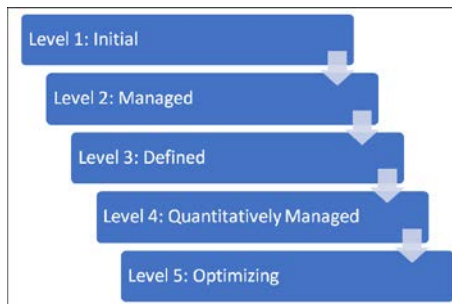 Level 1: Initial
Level 2: Managed
Level 3: Defined
Level 4: Quantitatively Managed
Level 5: Optimizing